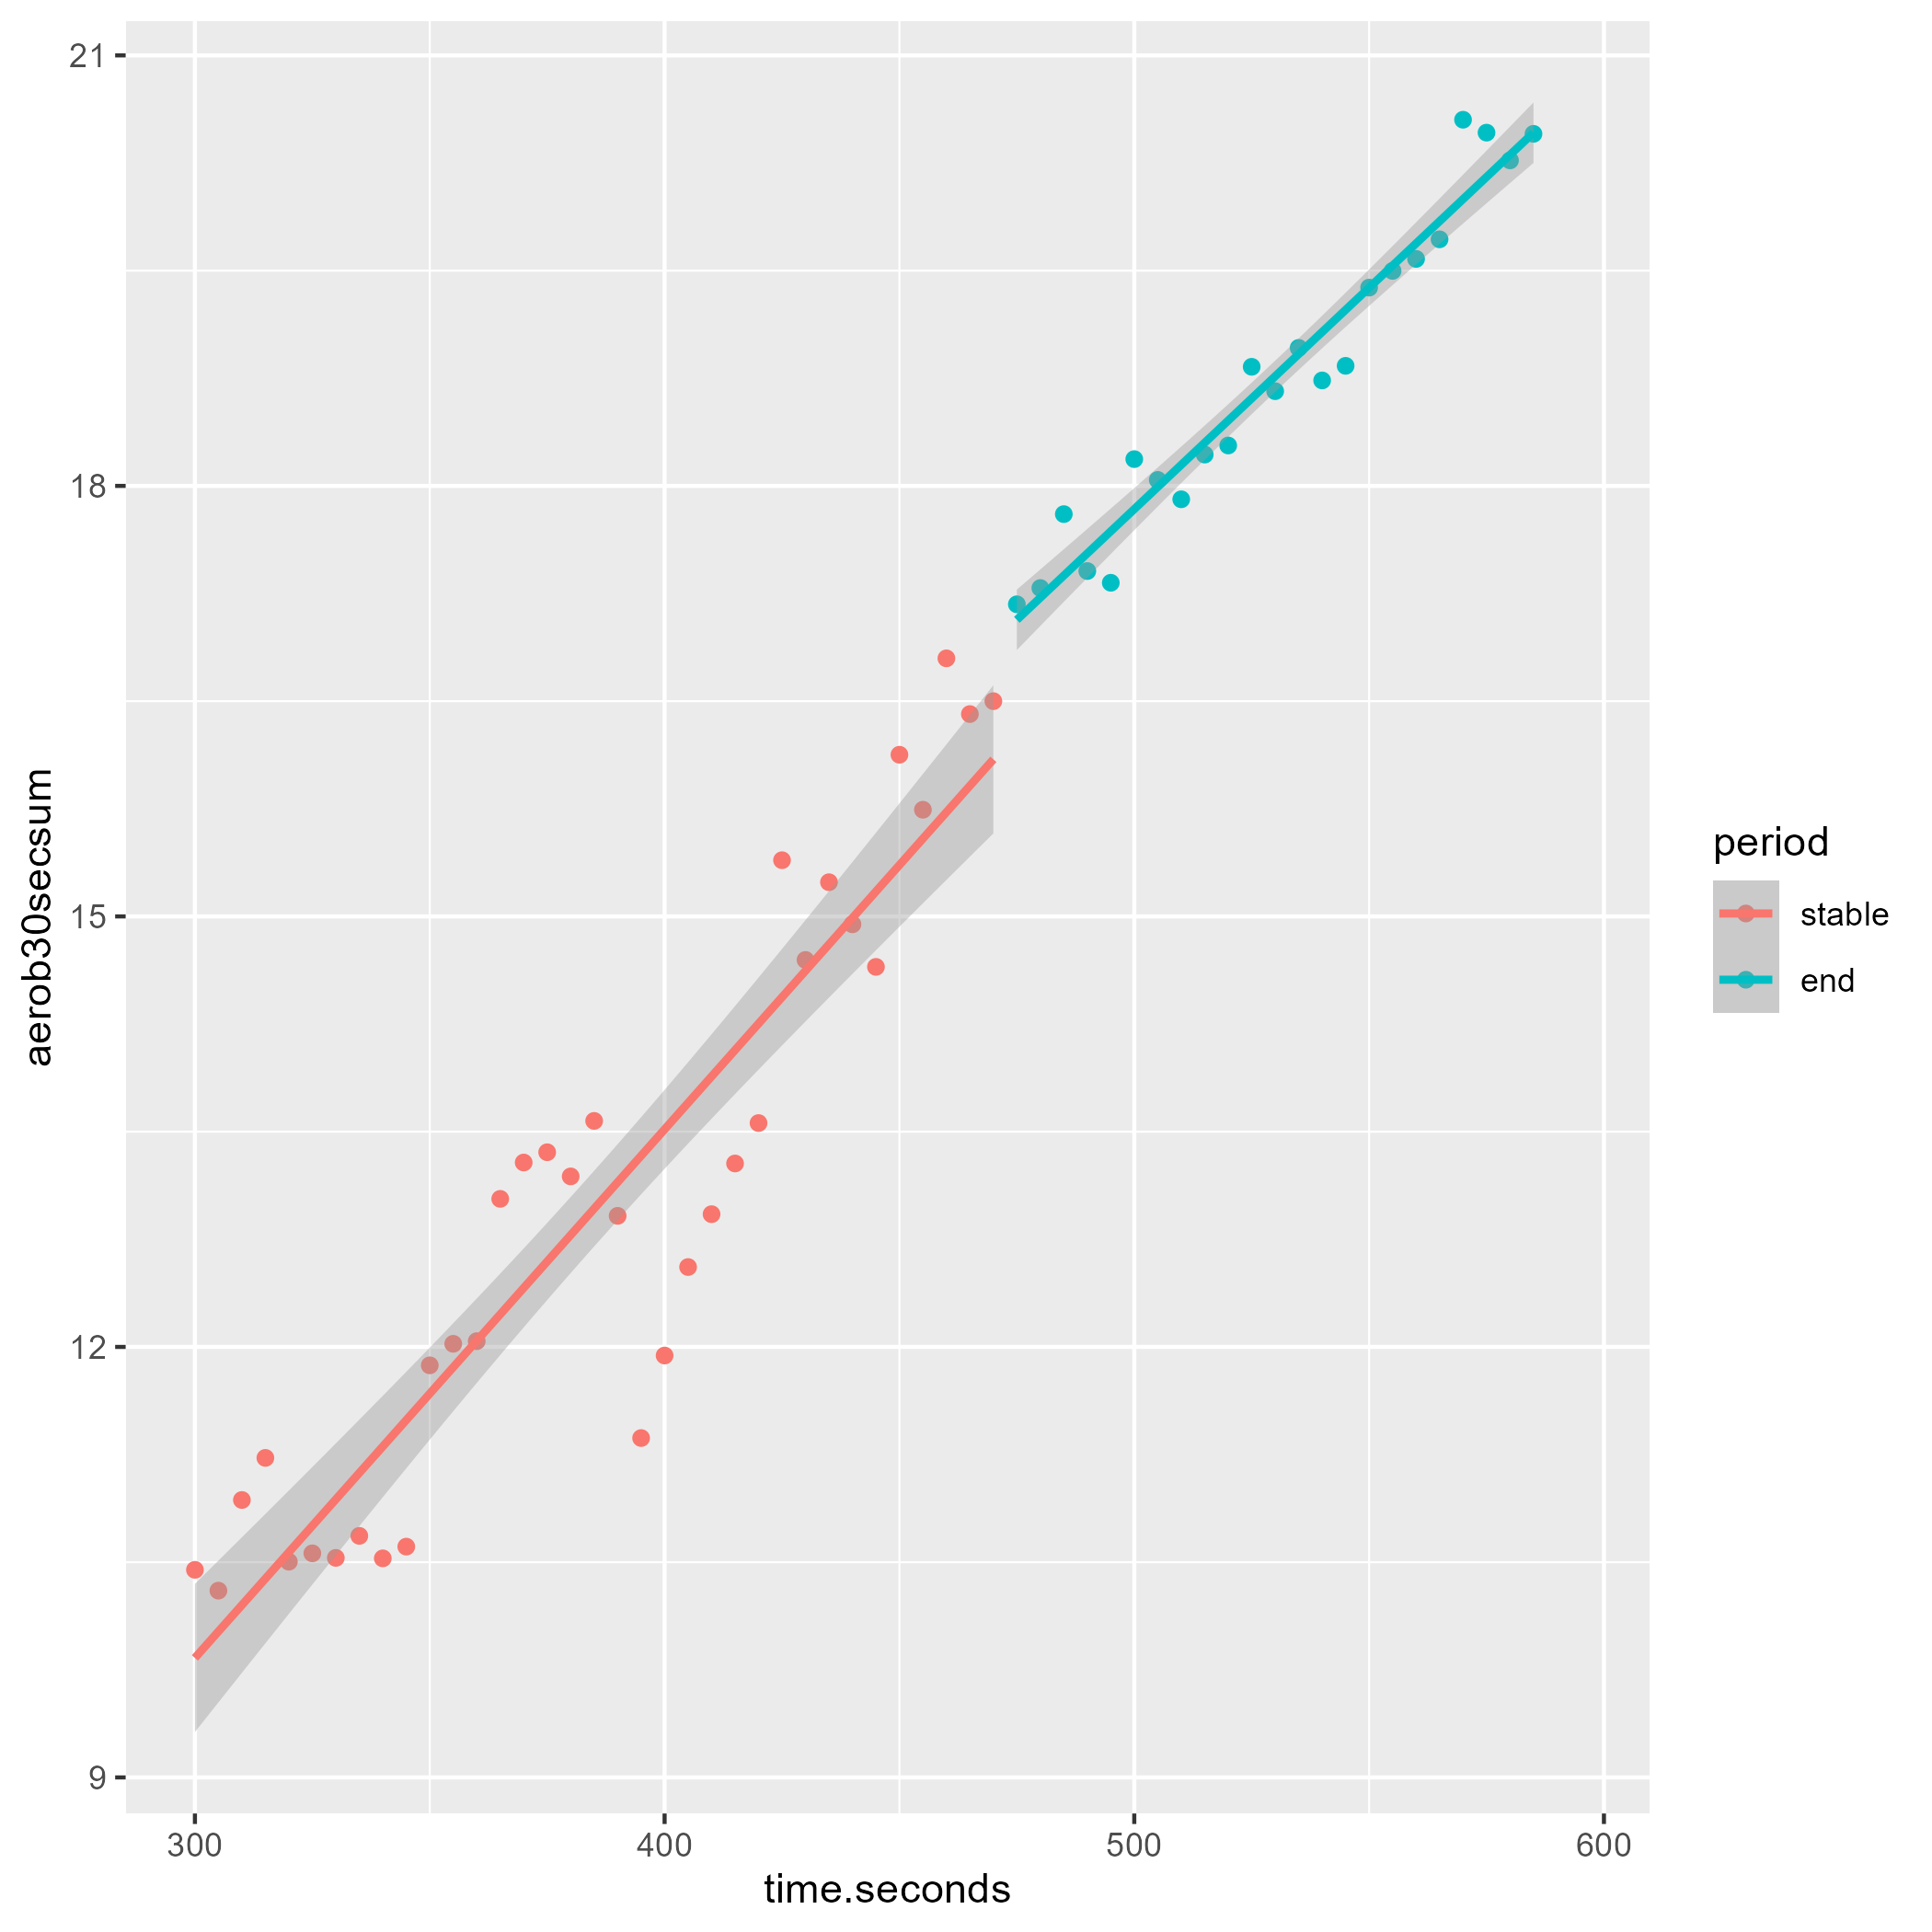 21
18
15
12
9
aerob30secsum
300 400 500 600
time.seconds
period
stable
end